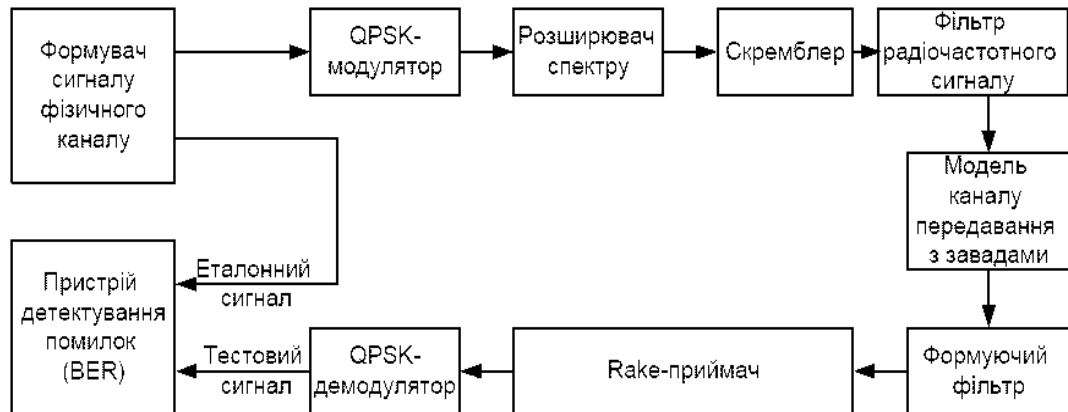 Формувач
сигналу
фізичного
каналу
QPSK-
модулятор
Розширювач
спектру
Скремблер
Фільтр
радіочастотного
сигналу
Модель
каналу
передавання
з завадами
Формуючий
фільтр
Rake-приймач
QPSK-
демодулятор
Еталонний
сигнал
Тестовий
сигнал
Пристрій
детектування
помилок
(BER)